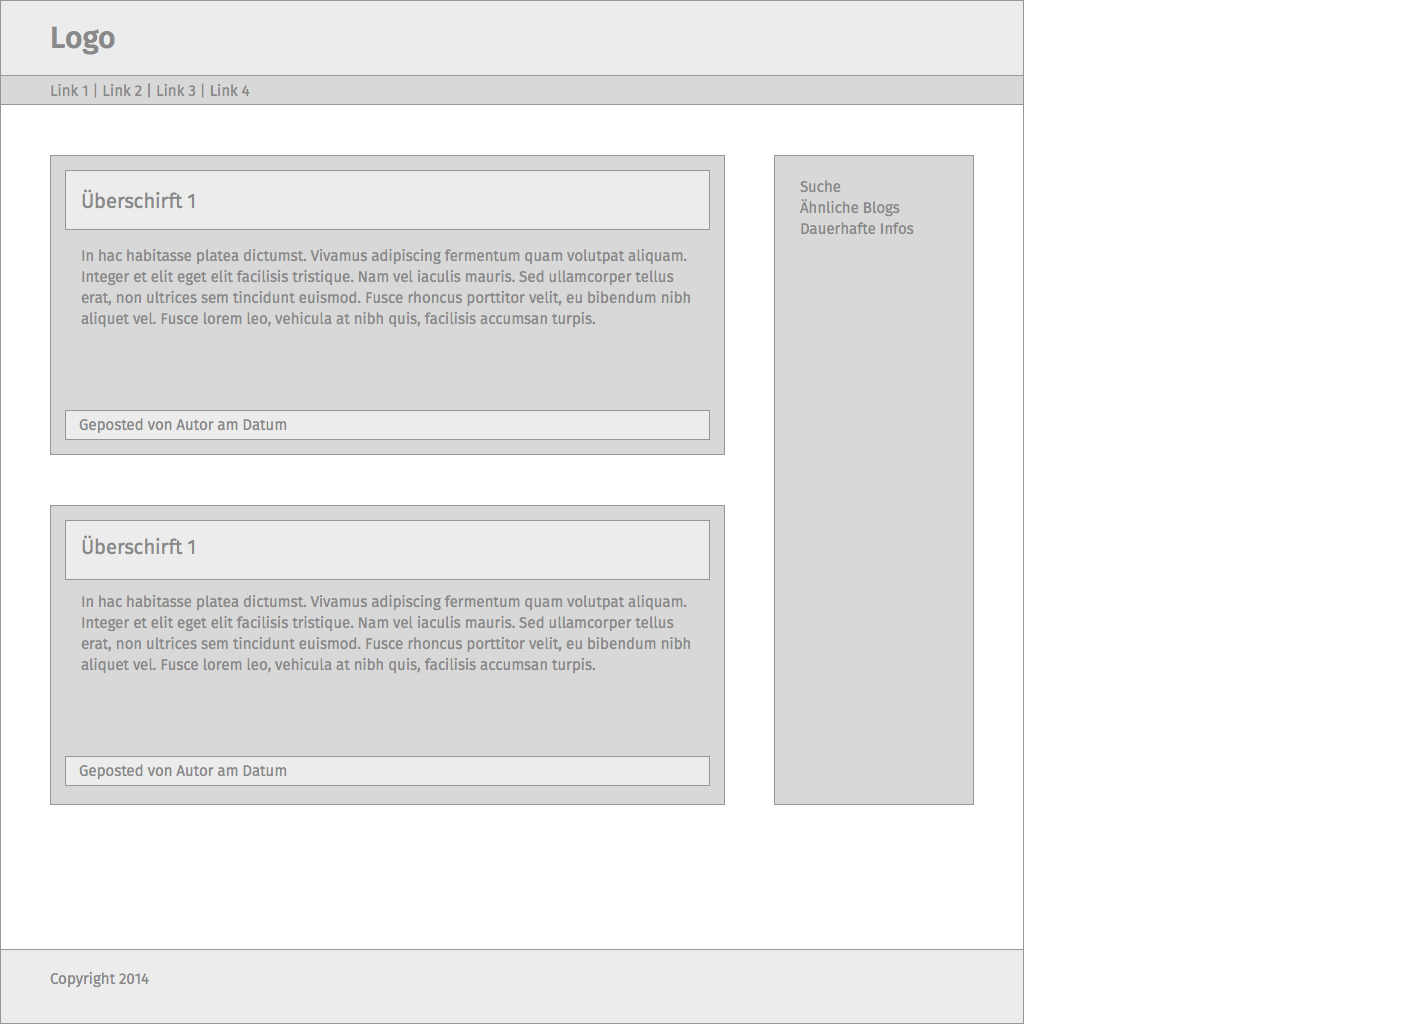 Logo
Link 1 | Link 2 | Link 3 | Link 4
Überschirft 1
In hac habitasse platea dictumst. Vivamus adipiscing fermentum quam volutpat aliquam.
Integer et elit eget elit facilisis tristique. Nam vel iaculis mauris. Sed ullamcorper tellus
erat, non ultrices sem tincidunt euismod. Fusce rhoncus porttitor velit, eu bibendum nibh
aliquet vel. Fusce lorem leo, vehicula at nibh quis, facilisis accumsan turpis.
Geposted von Autor am Datum
Überschirft 1
In hac habitasse platea dictumst. Vivamus adipiscing fermentum quam volutpat aliquam.
Integer et elit eget elit facilisis tristique. Nam vel iaculis mauris. Sed ullamcorper tellus
erat, non ultrices sem tincidunt euismod. Fusce rhoncus porttitor velit, eu bibendum nibh
aliquet vel. Fusce lorem leo, vehicula at nibh quis, facilisis accumsan turpis.
Geposted von Autor am Datum
Suche
Ähnliche Blogs
Dauerhafte Infos
Copyright 2014